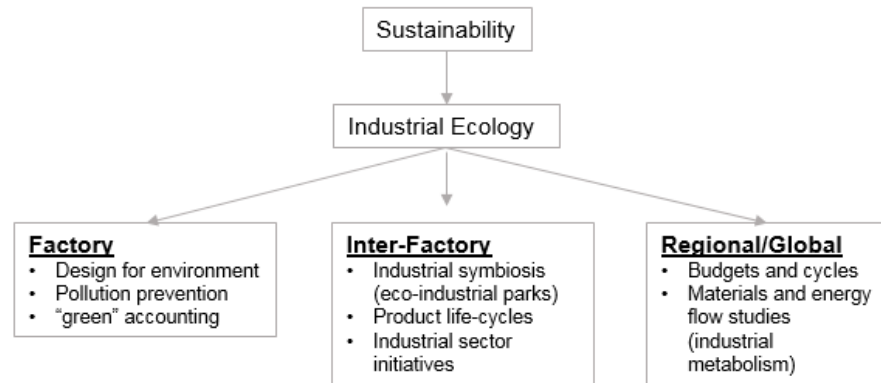 Sustainability
Industrial Ecology
Factory
• Design for environment
• Pollution prevention
• “green” accounting
Inter-Factory
• Industrial symbiosis
(eco-industrial parks)
• Product life-cycles
• Industrial sector
initiatives
Regional/Global
• Budgets and cycles
• Materials and energy
flow studies
(industrial
metabolism)